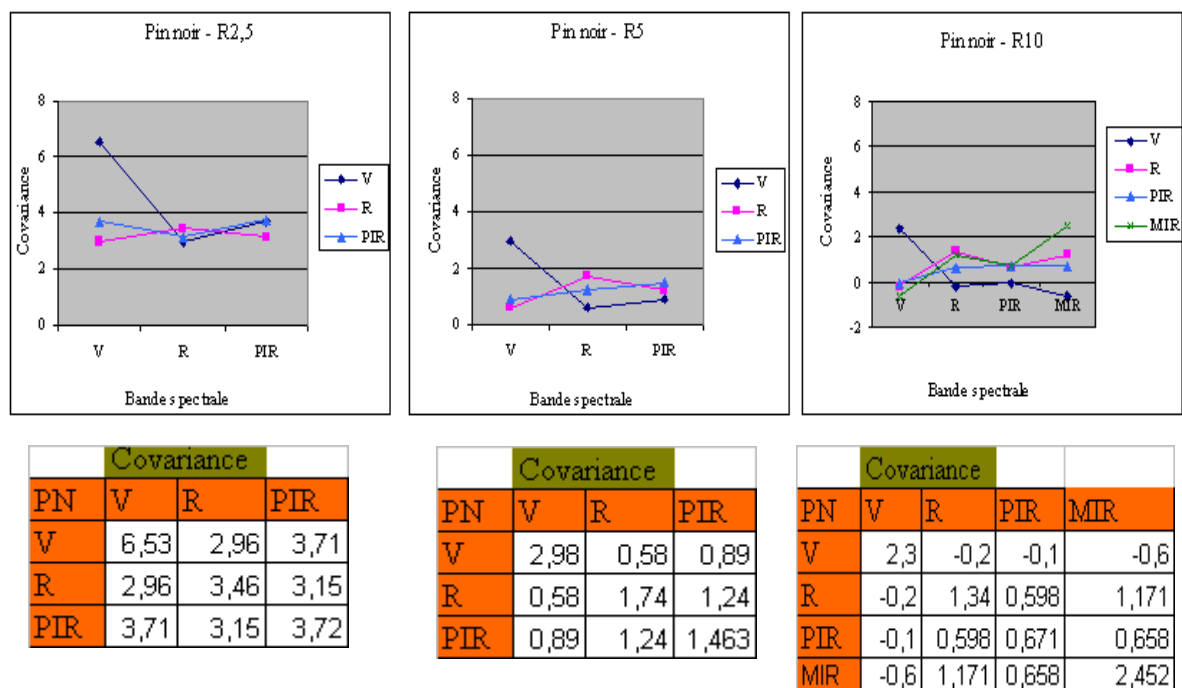 Pin noir - R2,5
8
6
4
2
0
Covariance
V R PIR
Bande spectrale
V
R
PIR
Pin noir - R5
8
6
4
2
0
Covariance
V R PIR
Bande spectrale
V
R
PIR
Pin noir - R10
8
6
4
2
0
-2
Covariance
V R PIR MIR
Bande spectrale
V
R
PIR
MIR
Covariance
PN V R PIR
V 6,53 2,96 3,71
R 2,96 3,46 3,15
PIR 3,71 3,15 3,72
Covariance
PN V R PIR
V 2,98 0,58 0,89
R 0,58 1,74 1,24
PIR 0,89 1,24 1,463
Covariance
PN V R PIR MIR
V 2,3 -0,2 -0,1 -0,6
R -0,2 1,34 0,598 1,171
PIR -0,1 0,598 0,671 0,658
MIR -0,6 1,171 0,658 2,452